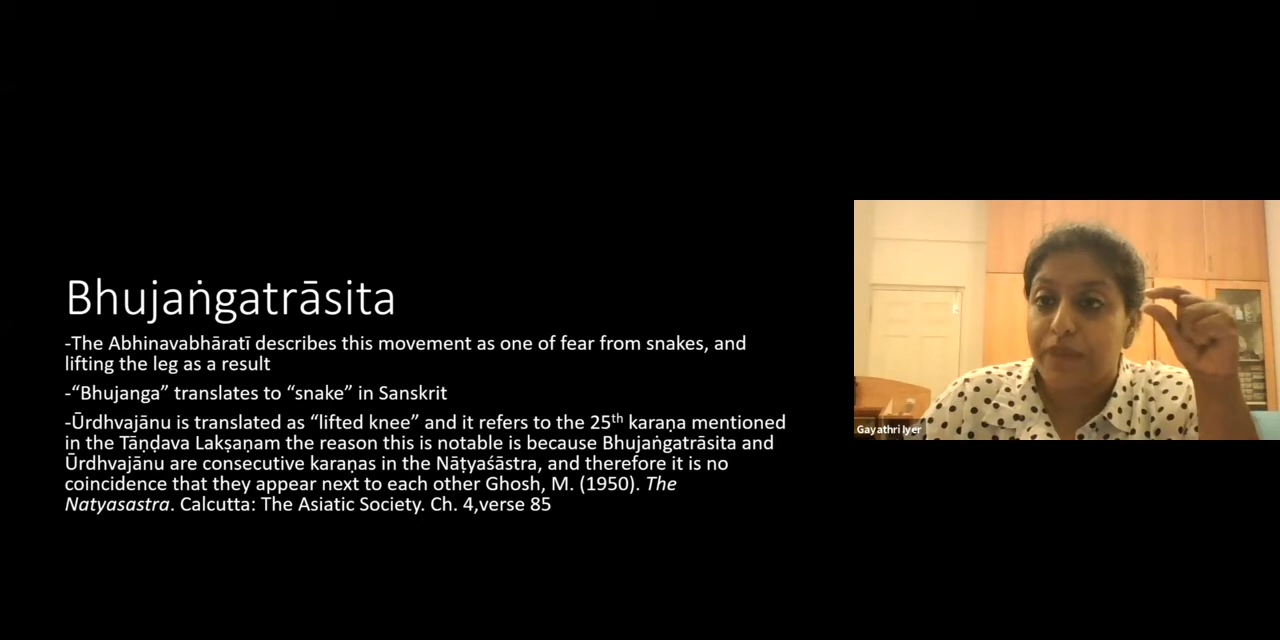 Bhujaṅgatrāsita
-The Abhinavabhāratī describes this movement as one of fear from snakes, and
lifting the leg as a result
-“Bhujanga” translates to “snake” in Sanskrit
-Ūrdhvajānu is translated as “lifted knee” and it refers to the 25th karaṇa mentioned
in the Tāṇḍava Lakṣaṇam the reason this is notable is because Bhujaṅgatrāsita and
Ūrdhvajānu are consecutive karaṇas in the Nāṭyaśāstra, and therefore it is no
coincidence that they appear next to each other Ghosh, M. (1950). The
Natyasastra. Calcutta: The Asiatic Society. Ch. 4,verse 85
Gayathri Iyer